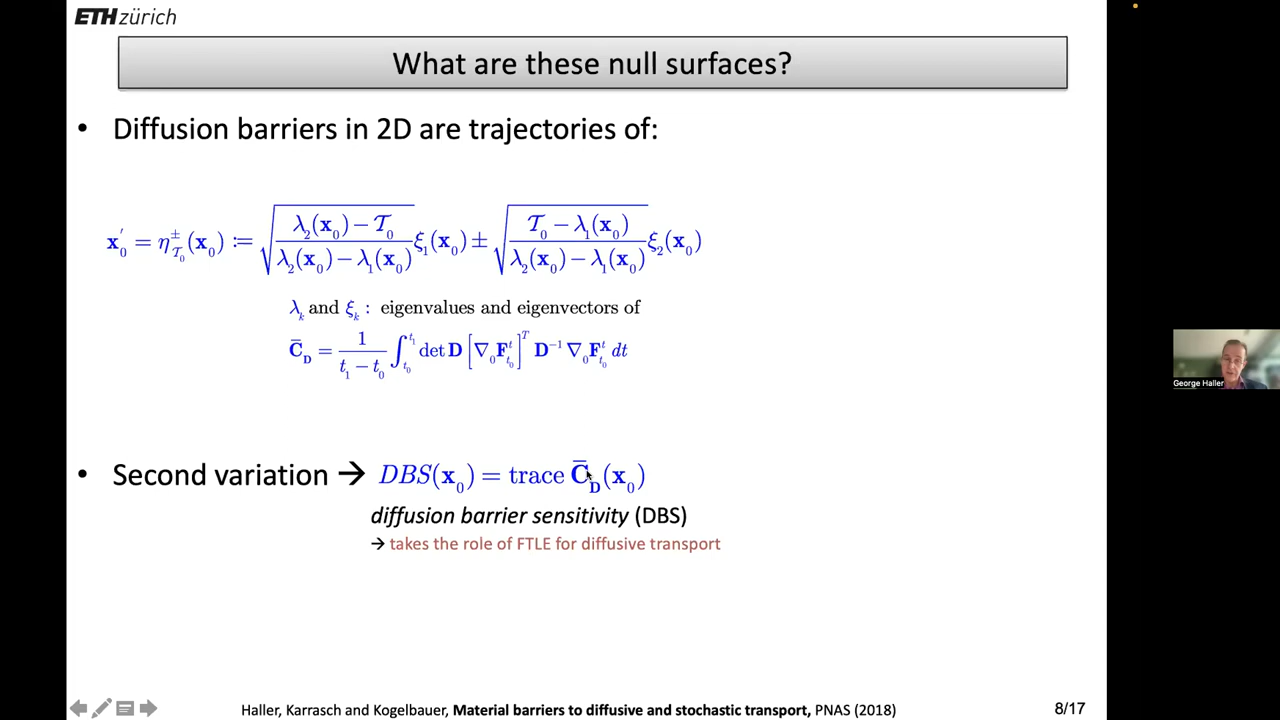 ETH zürich
What are these null surfaces?
• Diffusion barriers in 2D are trajectories of:
x₀′ = η^±_{𝒯₀}(x₀) := √((λ₂(x₀) − 𝒯₀)/(λ₂(x₀) − λ₁(x₀))) ξ₁(x₀) ± √((𝒯₀ − λ₁(x₀))/(λ₂(x₀) − λ₁(x₀))) ξ₂(x₀)
λₖ and ξₖ : eigenvalues and eigenvectors of
C̄_D = 1/(t₁ − t₀) ∫_{t₀}^{t₁} det D [∇₀F^t_{t₀}]^T D⁻¹ ∇₀F^t_{t₀} dt
• Second variation → DBS(x₀) = trace C̄_D(x₀)
diffusion barrier sensitivity (DBS)
→ takes the role of FTLE for diffusive transport
George Haller
Haller, Karrasch and Kogelbauer, Material barriers to diffusive and stochastic transport, PNAS (2018)
8/17